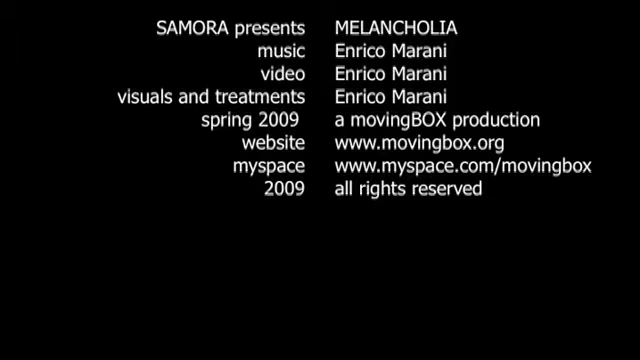 SAMORA presents MELANCHOLIA
music Enrico Marani
video Enrico Marani
visuals and treatments Enrico Marani
spring 2009 a movingBOX production
website www.movingbox.org
myspace www.myspace.com/movingbox
2009 all rights reserved